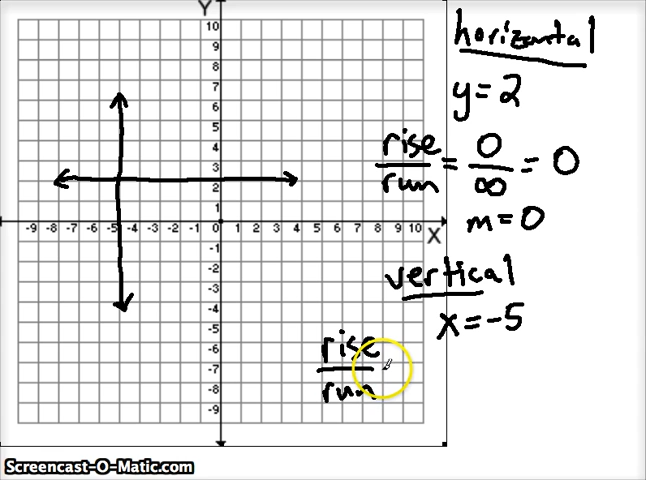 Y
10
9
8
7
6
5
4
3
2
1
-9 -8 -7 -6 -5 -4 -3 -2 -1 1 2 3 4 5 6 7 8 9 10 X
-1
-2
-3
-4
-5
-6
-7
-8
-9
horizontal
y=2
rise/run = 0/∞ = 0
m=0
vertical
x=-5
rise
run
Screencast-O-Matic.com